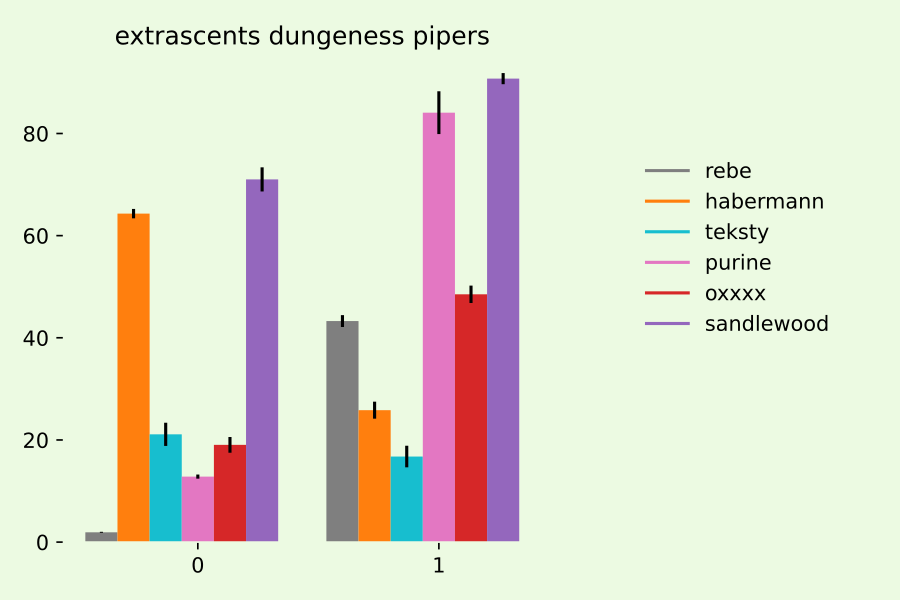 extrascents dungeness pipers
80
60
40
20
0
0
1
rebe
habermann
teksty
purine
oxxxx
sandlewood